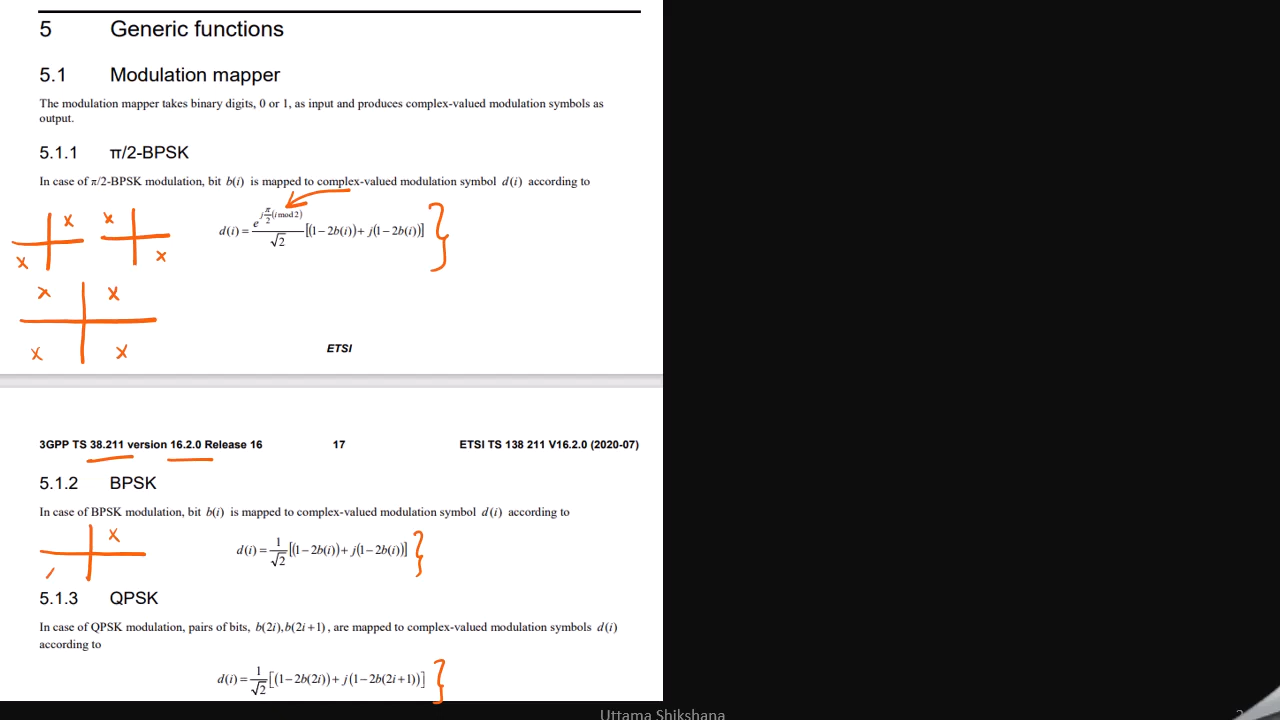 5 Generic functions
5.1 Modulation mapper
The modulation mapper takes binary digits, 0 or 1, as input and produces complex-valued modulation symbols as
output.
5.1.1 π/2-BPSK
In case of π/2-BPSK modulation, bit b(i) is mapped to complex-valued modulation symbol d(i) according to
d(i) = e^{j π/2 (i mod 2)} / √2 [(1 − 2b(i)) + j(1 − 2b(i))]
x x
x x
x x
x x
ETSI
3GPP TS 38.211 version 16.2.0 Release 16 17 ETSI TS 138 211 V16.2.0 (2020-07)
5.1.2 BPSK
In case of BPSK modulation, bit b(i) is mapped to complex-valued modulation symbol d(i) according to
x
d(i) = 1/√2 [(1 − 2b(i)) + j(1 − 2b(i))]
5.1.3 QPSK
In case of QPSK modulation, pairs of bits, b(2i), b(2i+1), are mapped to complex-valued modulation symbols d(i)
according to
d(i) = 1/√2 [(1 − 2b(2i)) + j(1 − 2b(2i+1))]
Uttama Shikshana